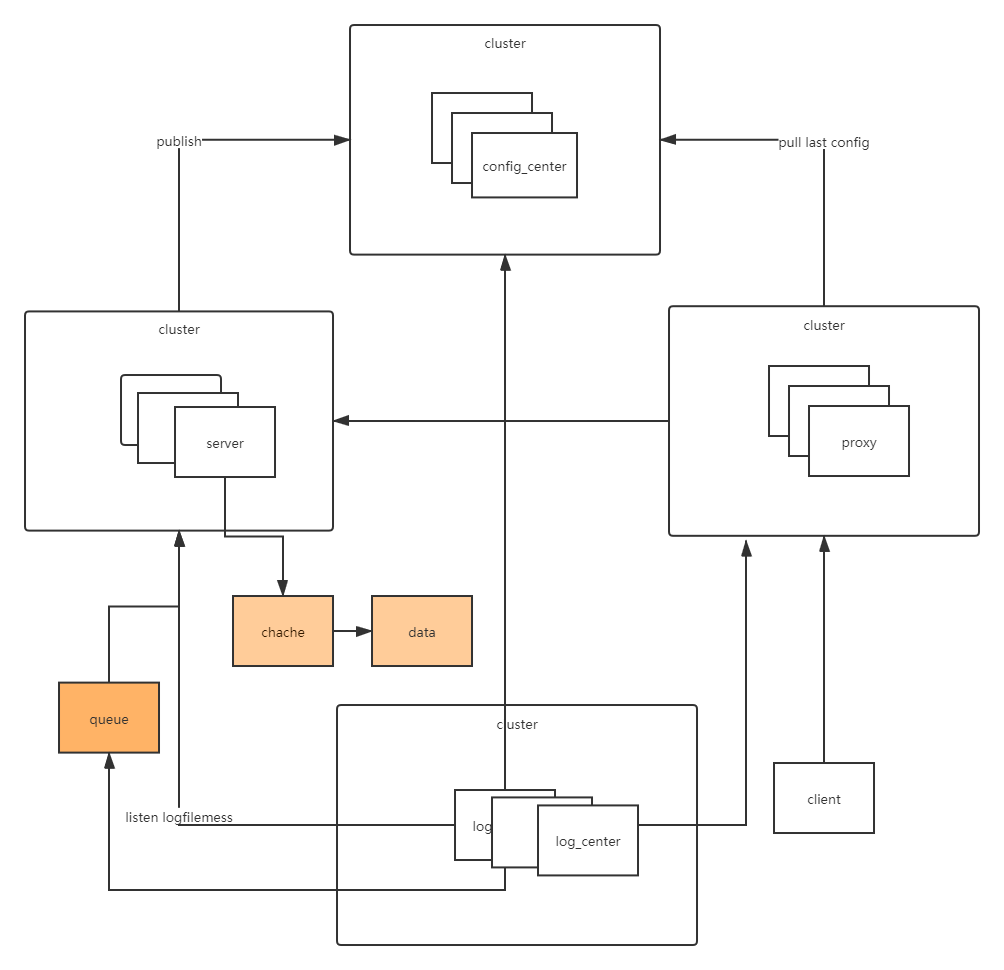 cluster
config_center
publish
pull last config
cluster
server
cluster
proxy
chache
data
queue
cluster
listen logfilemess
log
log_center
client